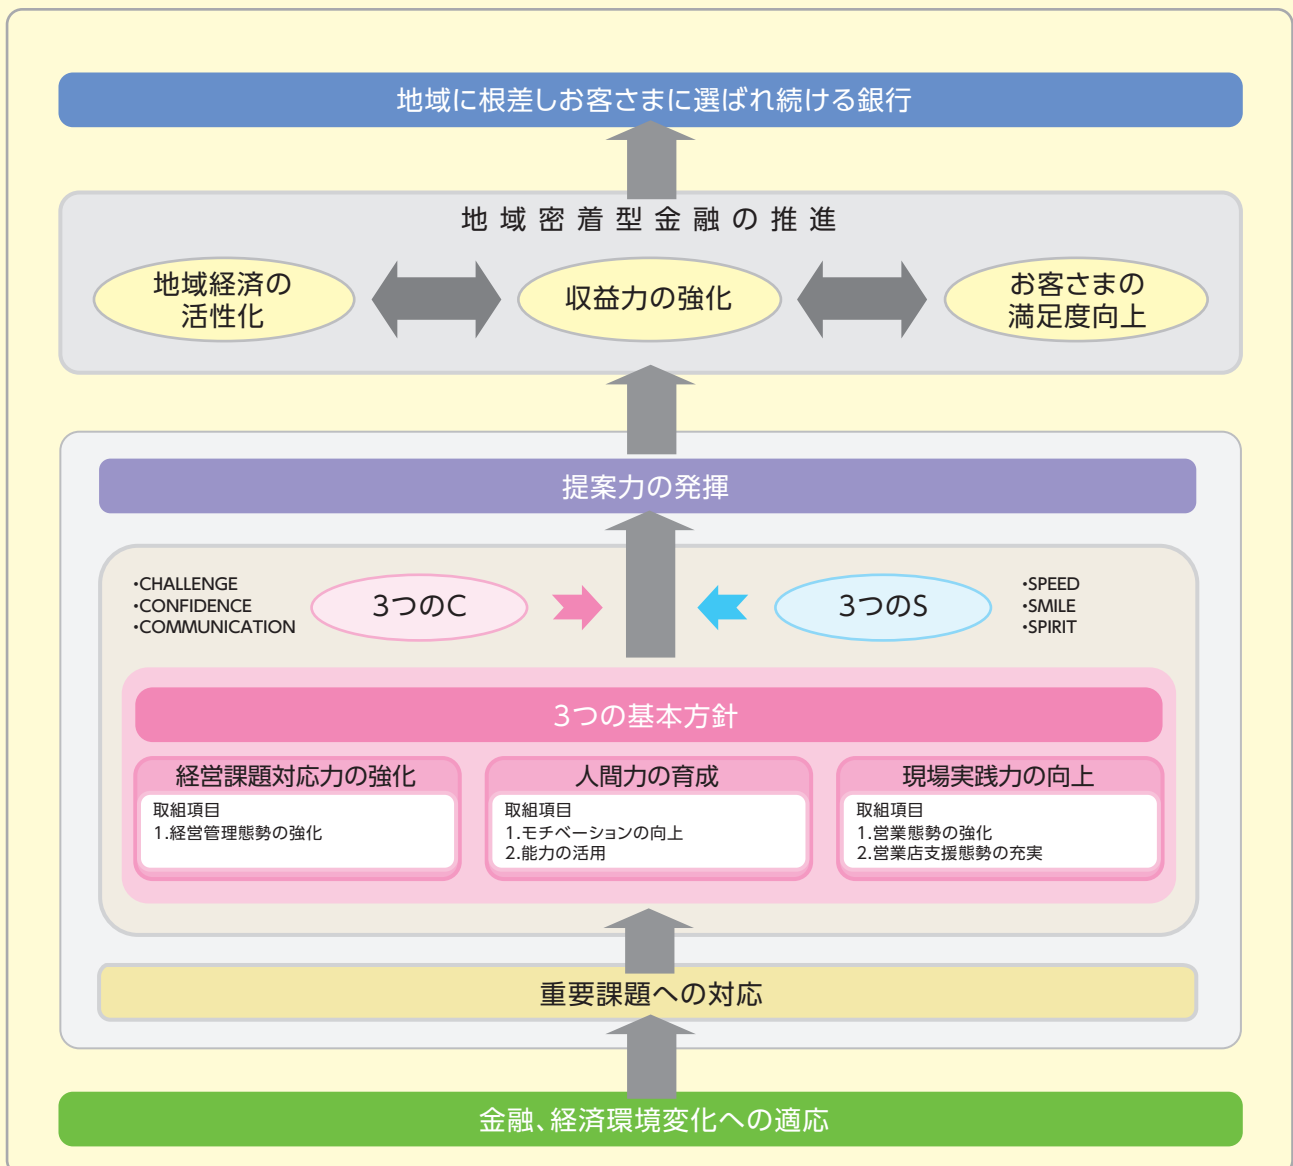 地域に根差しお客さまに選ばれ続ける銀行
地域密着型金融の推進
地域経済の
活性化
収益力の強化
お客さまの
満足度向上
提案力の発揮
・CHALLENGE
・CONFIDENCE
・COMMUNICATION
3つのC
3つのS
・SPEED
・SMILE
・SPIRIT
3つの基本方針
経営課題対応力の強化
取組項目
1.経営管理態勢の強化
人間力の育成
取組項目
1.モチベーションの向上
2.能力の活用
現場実践力の向上
取組項目
1.営業態勢の強化
2.営業店支援態勢の充実
重要課題への対応
金融、経済環境変化への適応